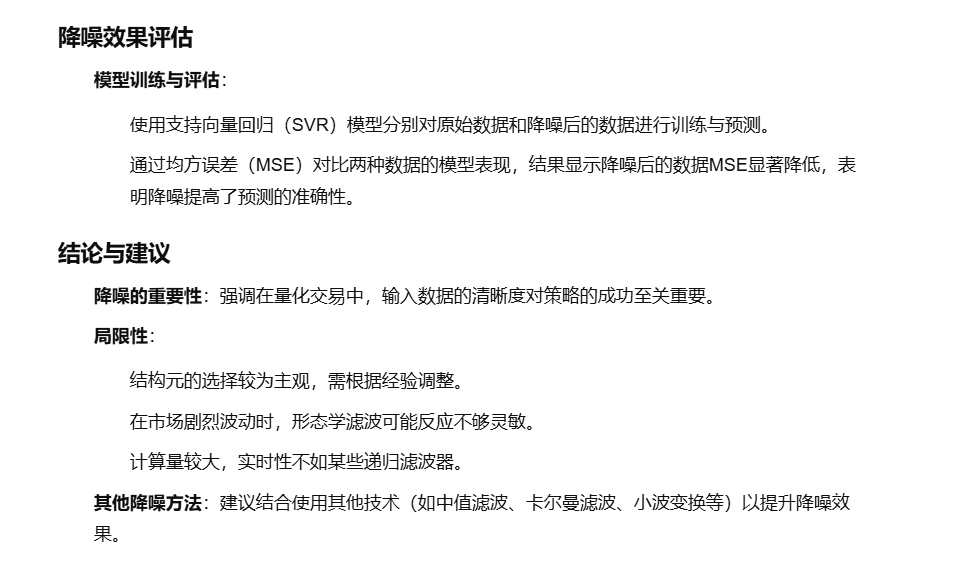 降噪效果评估
模型训练与评估：
使用支持向量回归（SVR）模型分别对原始数据和降噪后的数据进行训练与预测。
通过均方误差（MSE）对比两种数据的模型表现，结果显示降噪后的数据MSE显著降低，表
明降噪提高了预测的准确性。
结论与建议
降噪的重要性：强调在量化交易中，输入数据的清晰度对策略的成功至关重要。
局限性：
结构元的选择较为主观，需根据经验调整。
在市场剧烈波动时，形态学滤波可能反应不够灵敏。
计算量较大，实时性不如某些递归滤波器。
其他降噪方法：建议结合使用其他技术（如中值滤波、卡尔曼滤波、小波变换等）以提升降噪效
果。